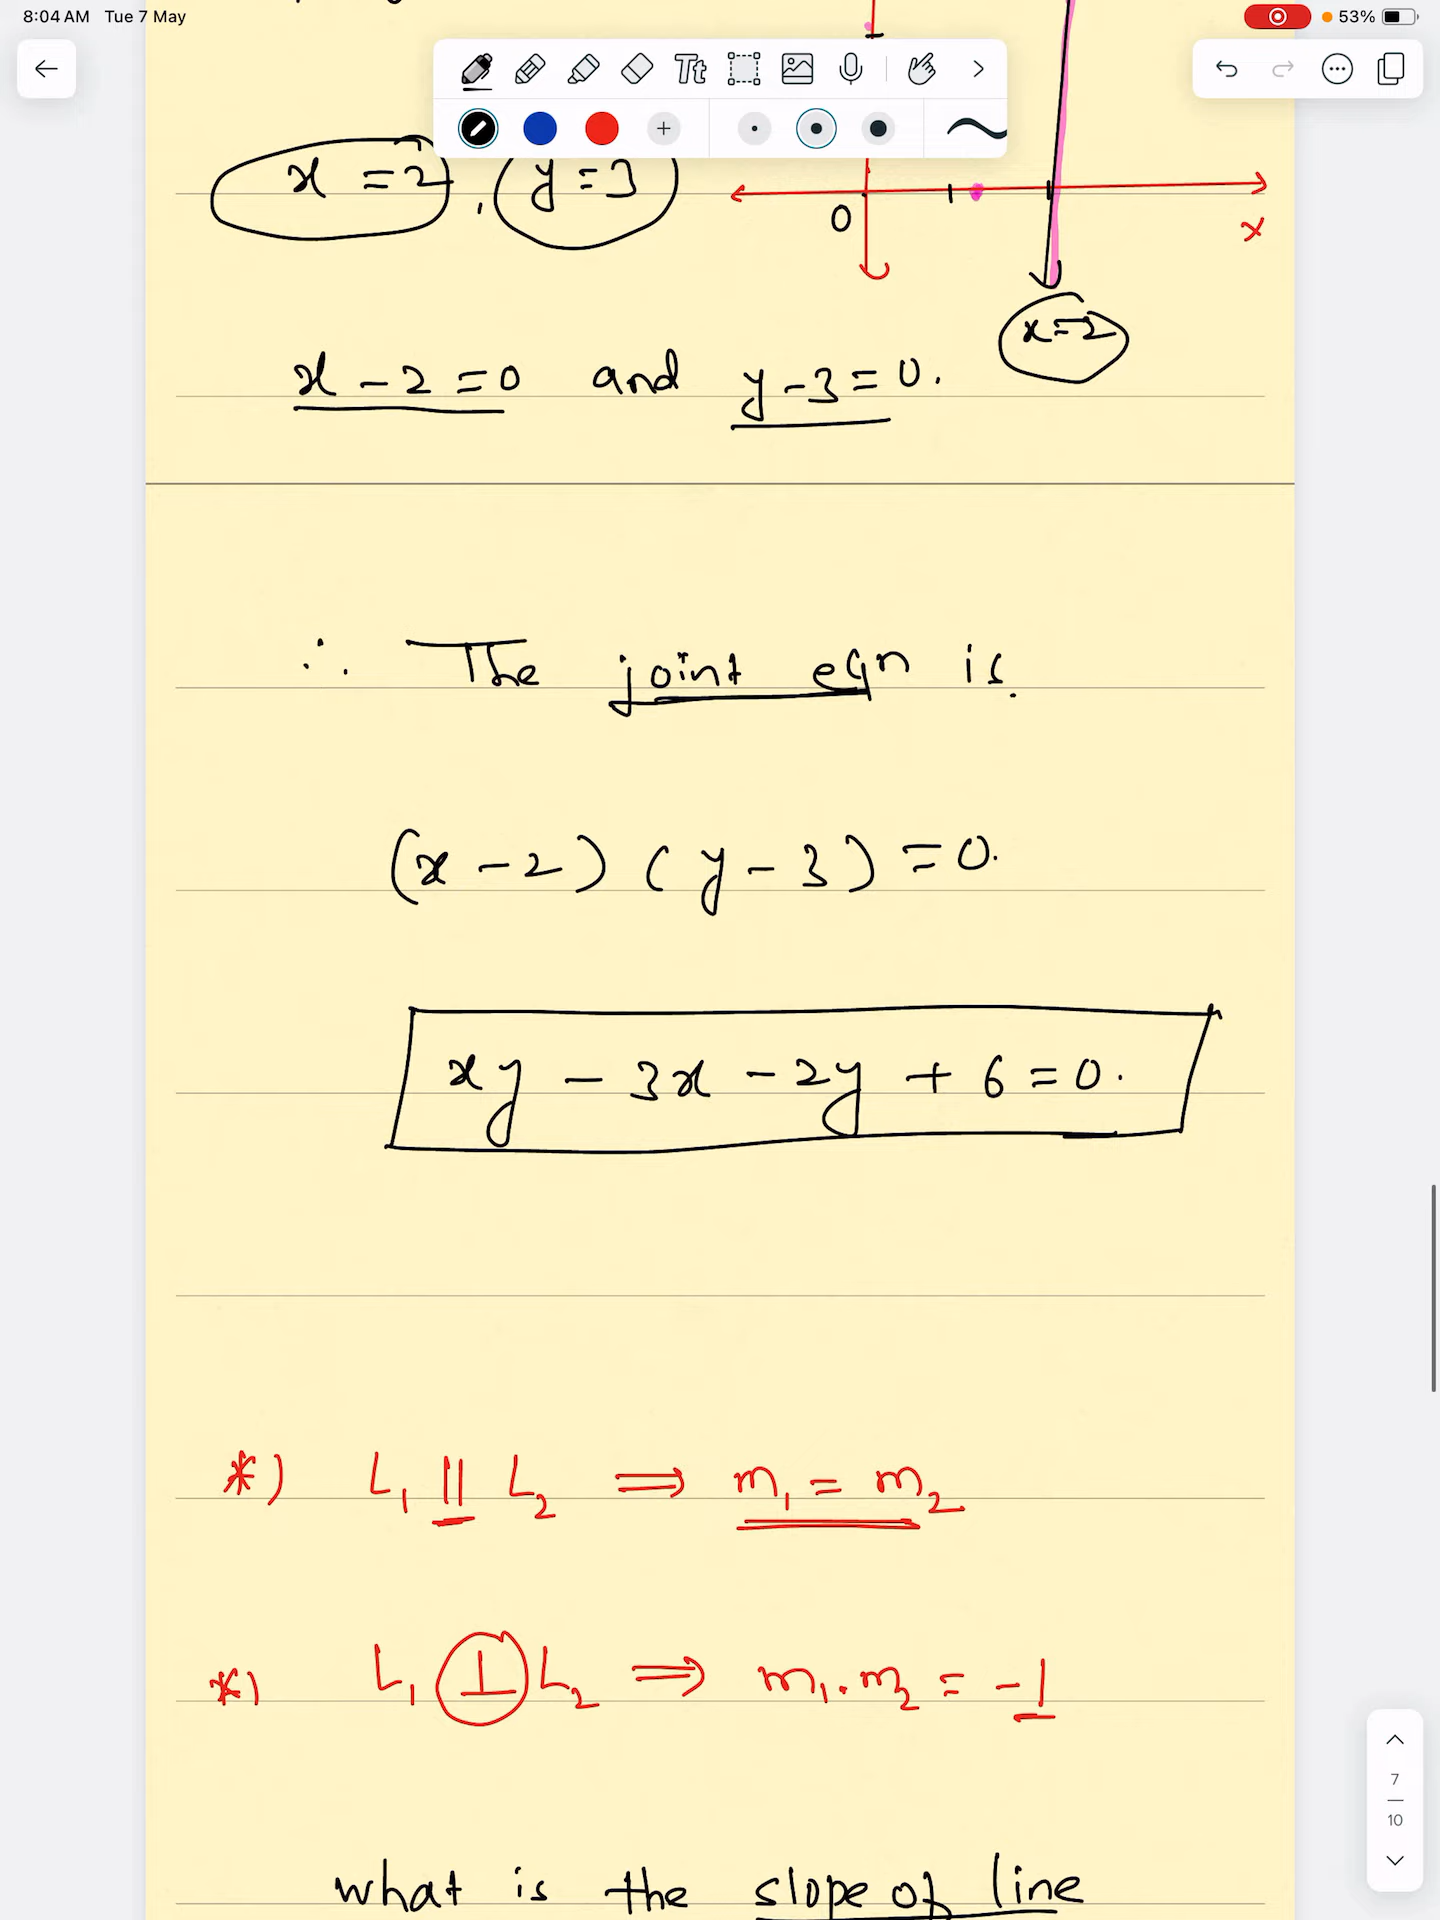 8:04 AM Tue 7 May
53%
Tt
x = 2, y = 3
0
x
x = 2
x - 2 = 0 and y - 3 = 0.
∴ The joint eqn is.
(x - 2) (y - 3) = 0.
xy - 3x - 2y + 6 = 0.
*) L₁ || L₂ ⟹ m₁ = m₂
*) L₁ ⊥ L₂ ⟹ m₁ . m₂ = -1
7
10
what is the slope of line